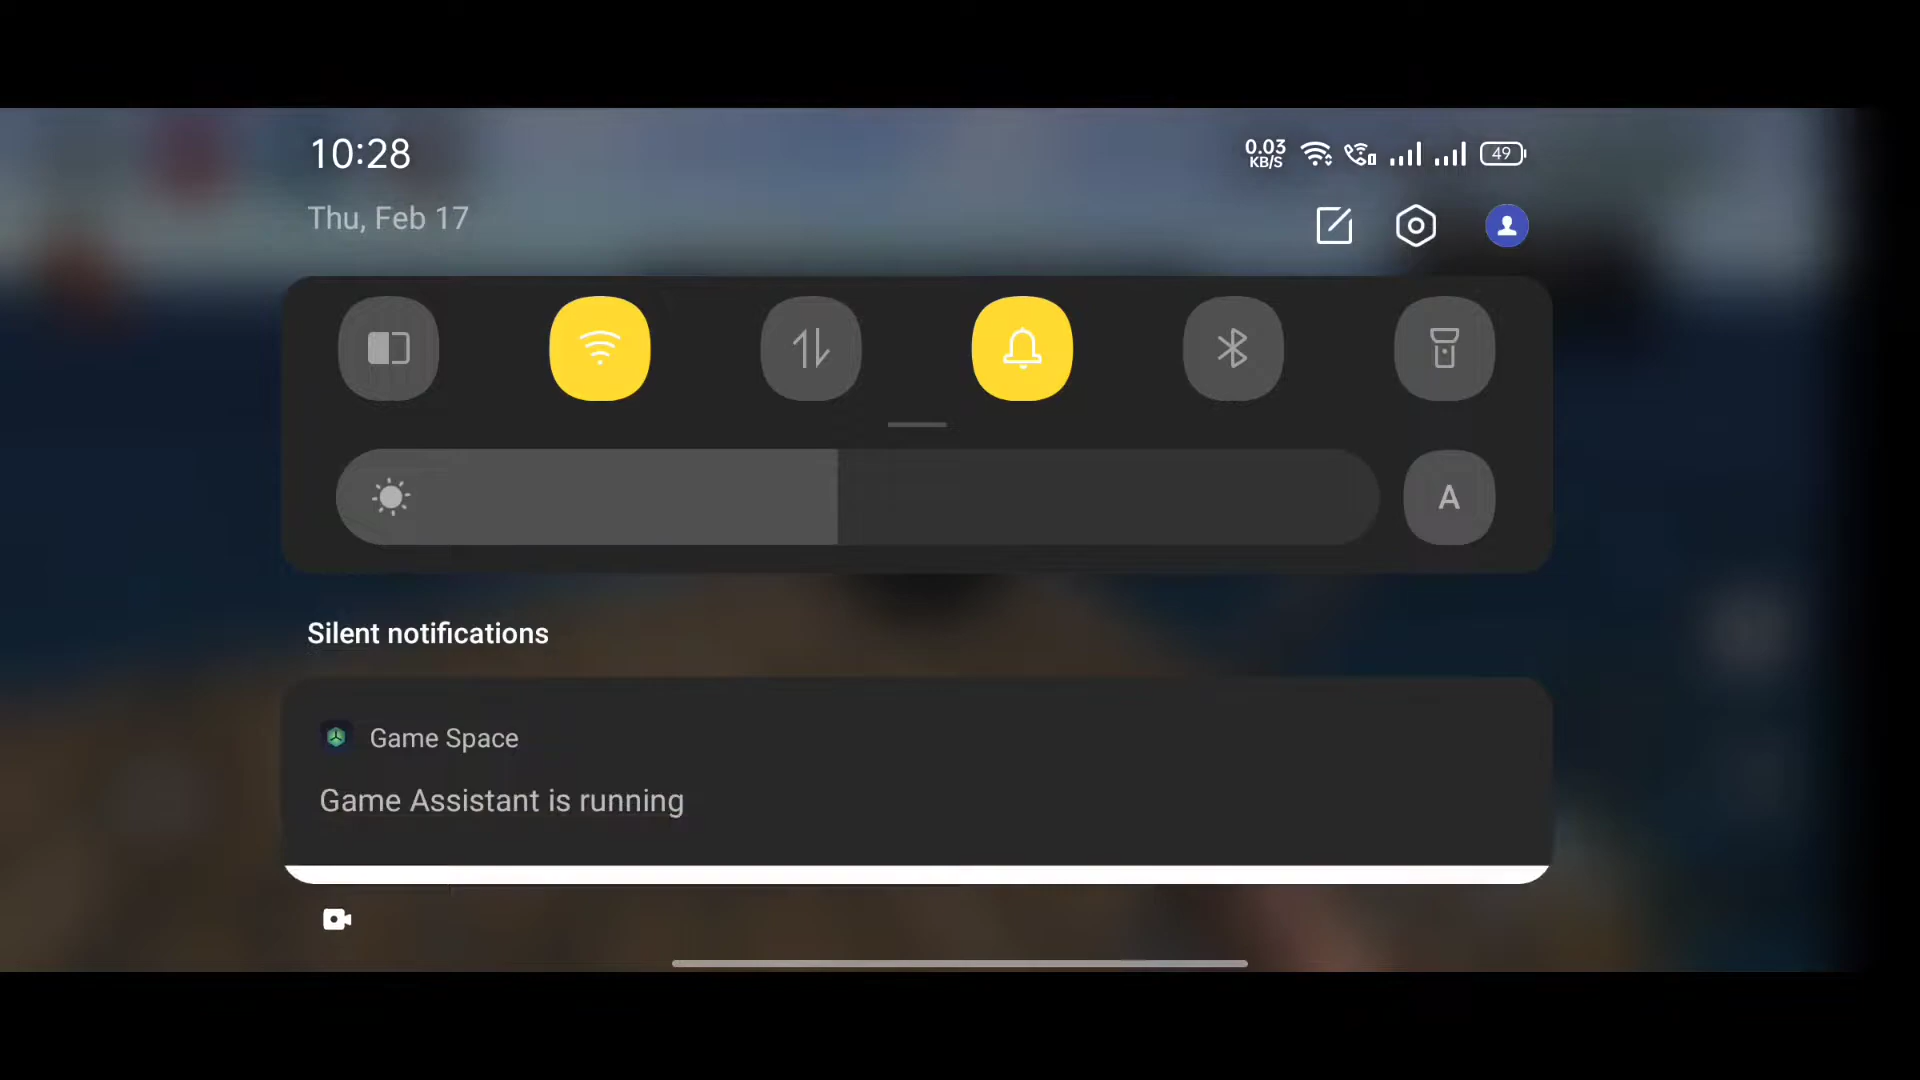 10:28
0.03
KB/S
49
Thu, Feb 17
A
Silent notifications
Game Space
Game Assistant is running